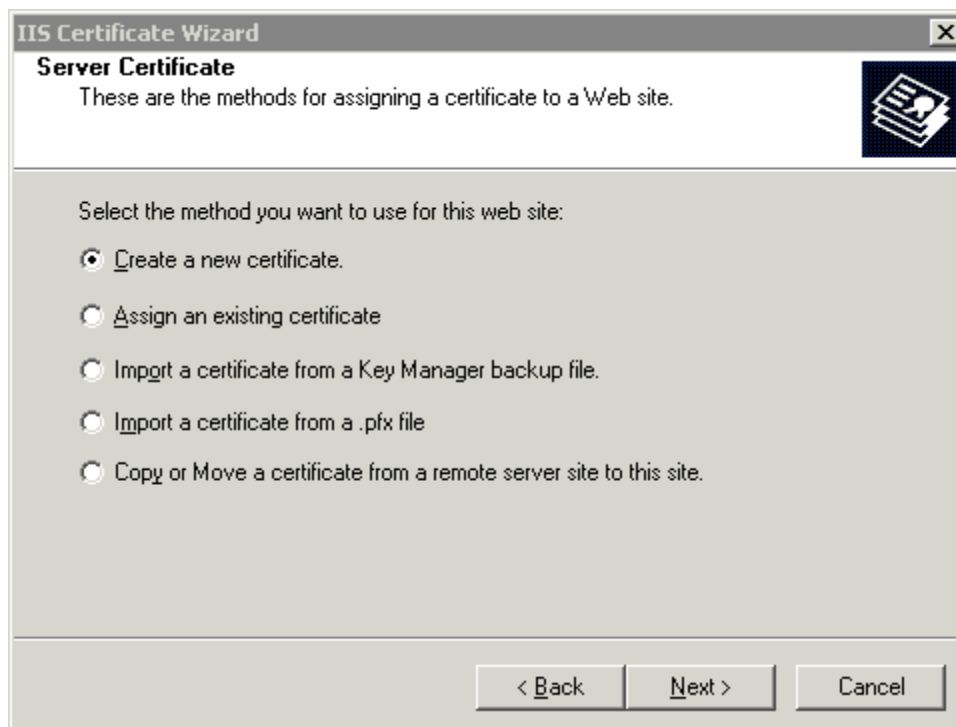 IIS Certificate Wizard
Server Certificate
These are the methods for assigning a certificate to a Web site.
Select the method you want to use for this web site:
Create a new certificate.
Assign an existing certificate
Import a certificate from a Key Manager backup file.
Import a certificate from a .pfx file
Copy or Move a certificate from a remote server site to this site.
< Back Next > Cancel